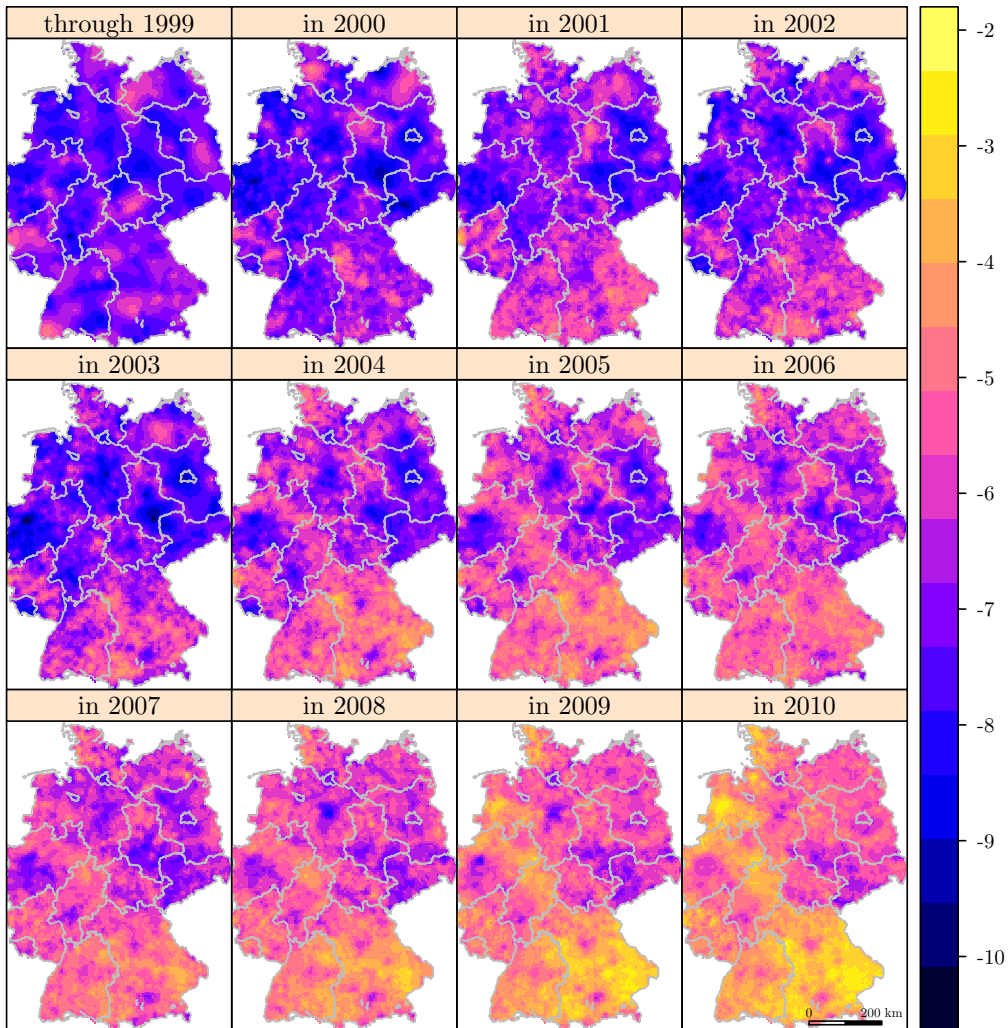 through 1999
in 2000
in 2001
in 2002
in 2003
in 2004
in 2005
in 2006
in 2007
in 2008
in 2009
in 2010
0 200 km
-2
-3
-4
-5
-6
-7
-8
-9
-10